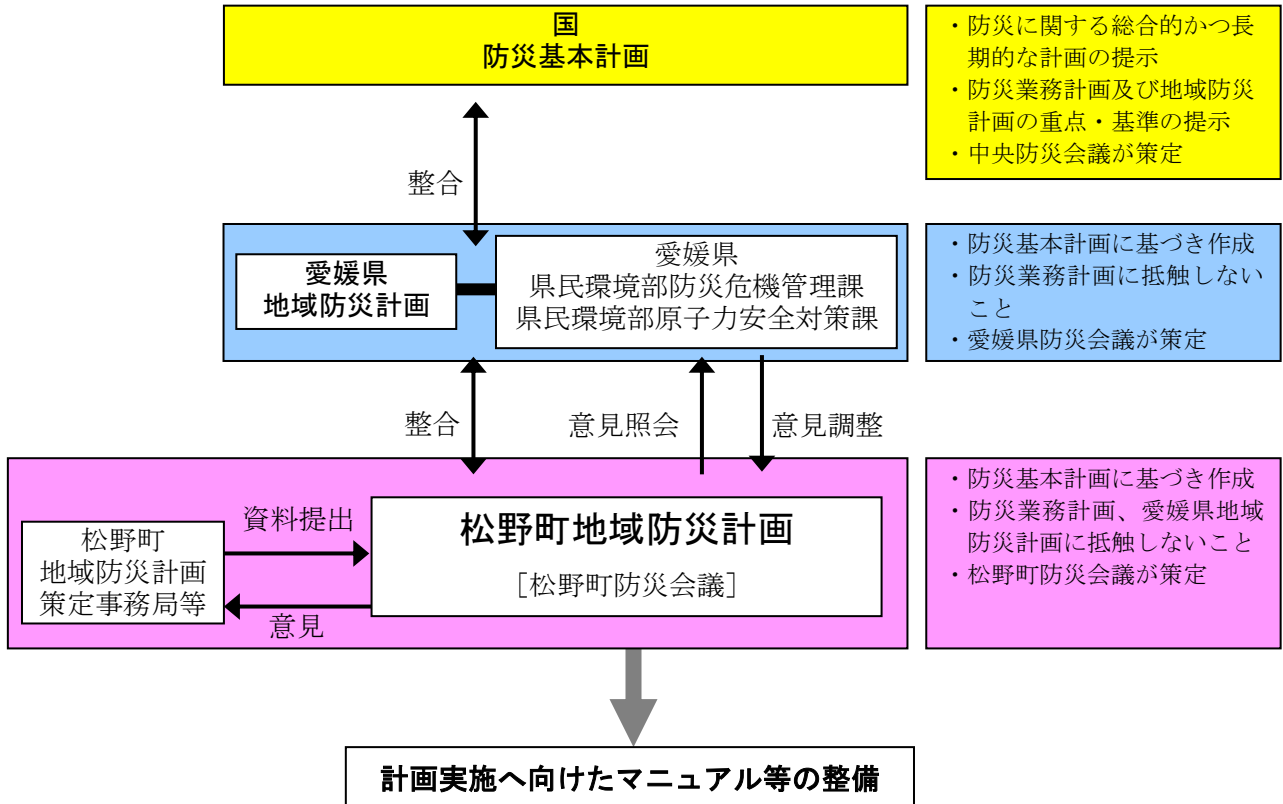 国
防災基本計画
・防災に関する総合的かつ長
期的な計画の提示
・防災業務計画及び地域防災
計画の重点・基準の提示
・中央防災会議が策定
整合
愛媛県
地域防災計画
愛媛県
県民環境部防災危機管理課
県民環境部原子力安全対策課
・防災基本計画に基づき作成
・防災業務計画に抵触しない
こと
・愛媛県防災会議が策定
整合
意見照会
意見調整
松野町
地域防災計画
策定事務局等
資料提出
意見
松野町地域防災計画
［松野町防災会議］
・防災基本計画に基づき作成
・防災業務計画、愛媛県地域
防災計画に抵触しないこと
・松野町防災会議が策定
計画実施へ向けたマニュアル等の整備